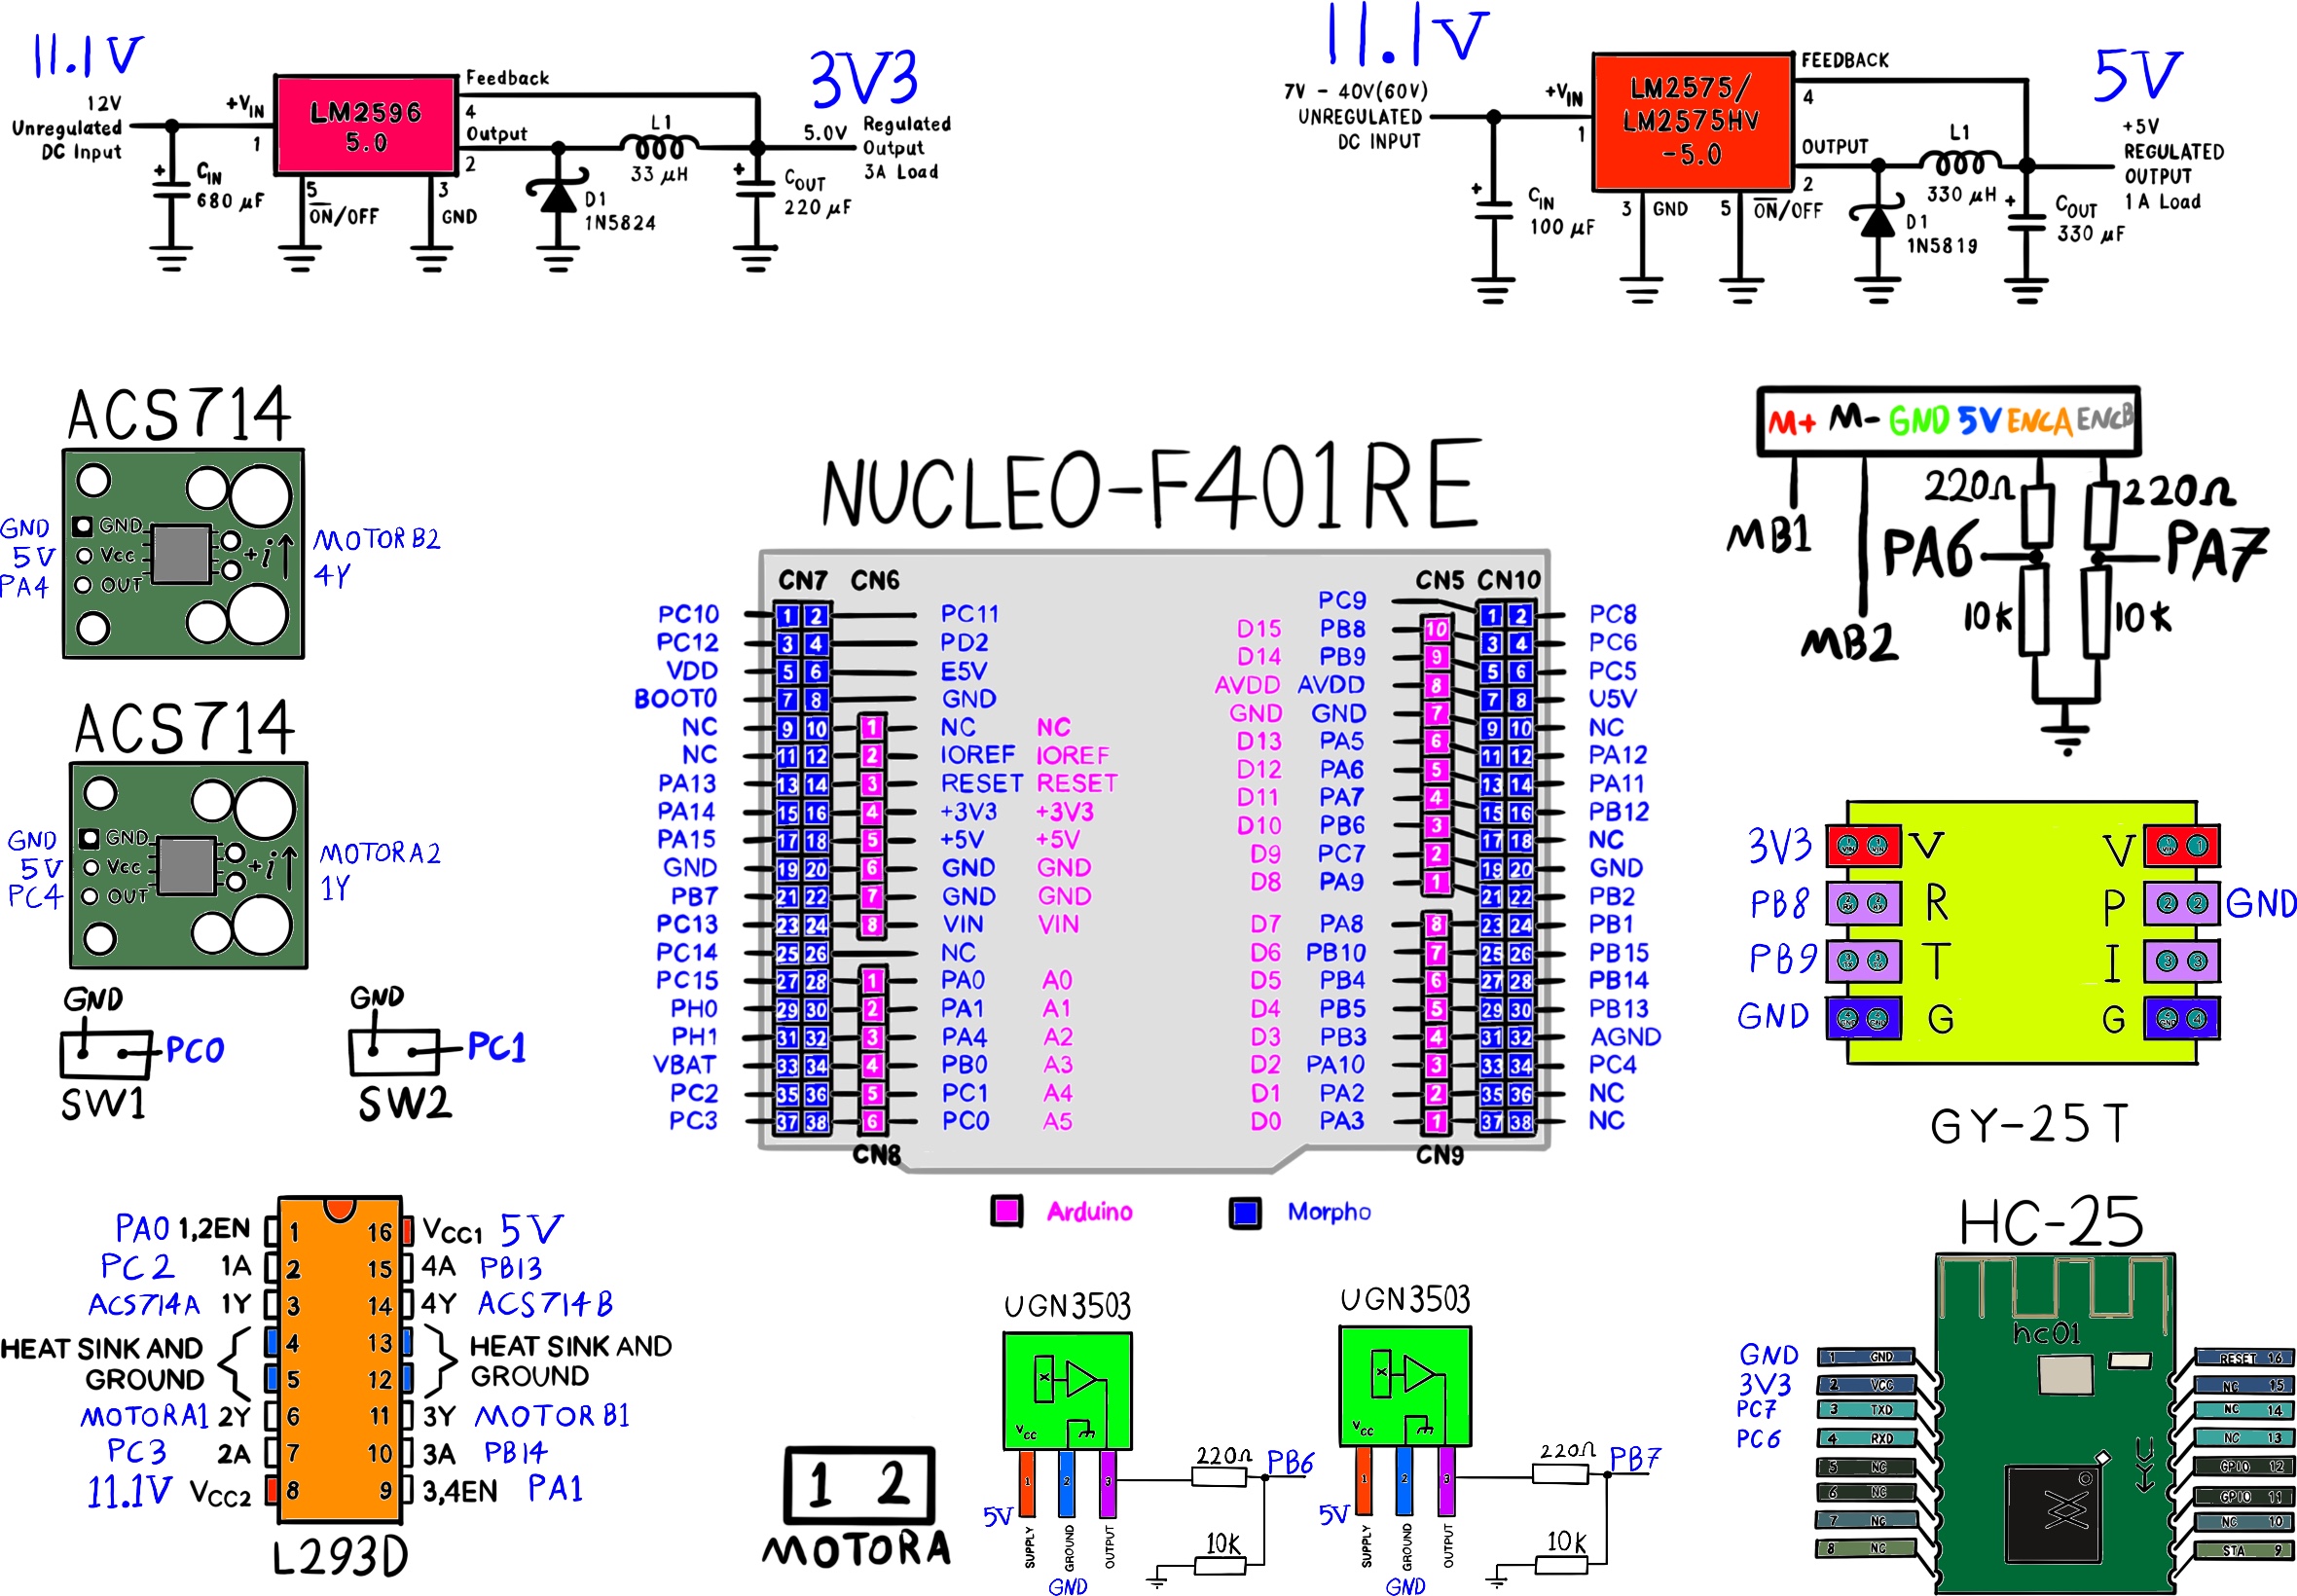 11.1V
12V
Unregulated
DC Input
+VIN
1
LM2596
5.0
Feedback
4
Output
2
L1
33 µH
3V3
5.0V
Regulated
Output
3A Load
+
CIN
680 µF
5
ON/OFF
3
GND
D1
1N5824
+
COUT
220 µF
11.1V
7V - 40V(60V)
UNREGULATED
DC INPUT
+VIN
1
LM2575/
LM2575HV
-5.0
FEEDBACK
4
OUTPUT
2
L1
330 µH
5V
+5V
REGULATED
OUTPUT
1A Load
+
CIN
100 µF
3 GND
5 ON/OFF
D1
1N5819
+
COUT
330 µF
ACS714
GND GND
5V Vcc
PA4 OUT
+i
MOTORB2
4Y
ACS714
GND GND
5V Vcc
PC4 OUT
+i
MOTORA2
1Y
GND
PC0
SW1
GND
PC1
SW2
NUCLEO-F401RE
CN7 CN6
CN5 CN10
PC10 1 2 PC11
PC12 3 4 PD2
VDD 5 6 E5V
BOOT0 7 8 GND
NC 9 10 1 NC NC
NC 11 12 2 IOREF IOREF
PA13 13 14 3 RESET RESET
PA14 15 16 4 +3V3 +3V3
PA15 17 18 5 +5V +5V
GND 19 20 6 GND GND
PB7 21 22 7 GND GND
PC13 23 24 8 VIN VIN
PC14 25 26 NC
PC15 27 28 1 PA0 A0
PH0 29 30 2 PA1 A1
PH1 31 32 3 PA4 A2
VBAT 33 34 4 PB0 A3
PC2 35 36 5 PC1 A4
PC3 37 38 6 PC0 A5
CN8
PC9 1 2 PC8
D15 PB8 10 3 4 PC6
D14 PB9 9 5 6 PC5
AVDD AVDD 8 7 8 U5V
GND GND 7 9 10 NC
D13 PA5 6 11 12 PA12
D12 PA6 5 13 14 PA11
D11 PA7 4 15 16 PB12
D10 PB6 3 17 18 NC
D9 PC7 2 19 20 GND
D8 PA9 1 21 22 PB2
D7 PA8 8 23 24 PB1
D6 PB10 7 25 26 PB15
D5 PB4 6 27 28 PB14
D4 PB5 5 29 30 PB13
D3 PB3 4 31 32 AGND
D2 PA10 3 33 34 PC4
D1 PA2 2 35 36 NC
D0 PA3 1 37 38 NC
CN9
Arduino
Morpho
M+ M- GND 5V ENCA ENCB
220Ω
220Ω
MB1
PA6
PA7
MB2
10k
10k
3V3 V
PB8 R
PB9 T
GND G
V
P GND
I
G
GY-25T
PA0 1,2EN 1
PC2 1A 2
ACS714A 1Y 3
HEAT SINK AND
GROUND
4
5
MOTORA1 2Y 6
PC3 2A 7
11.1V VCC2 8
16 VCC1 5V
15 4A PB13
14 4Y ACS714B
13
12
HEAT SINK AND
GROUND
11 3Y MOTORB1
10 3A PB14
9 3,4EN PA1
L293D
1 2
MOTORA
UGN3503
X
VCC
1 2 3
5V
SUPPLY
GROUND
OUTPUT
GND
220Ω
PB6
10K
UGN3503
X
VCC
1 2 3
5V
SUPPLY
GROUND
OUTPUT
GND
220Ω
PB7
10K
HC-25
hc01
GND 1 GND
3V3 2 VCC
PC7 3 TXD
PC6 4 RXD
5 NC
6 NC
7 NC
8 NC
RESET 16
NC 15
NC 14
NC 13
GPIO 12
GPIO 11
NC 10
STA 9